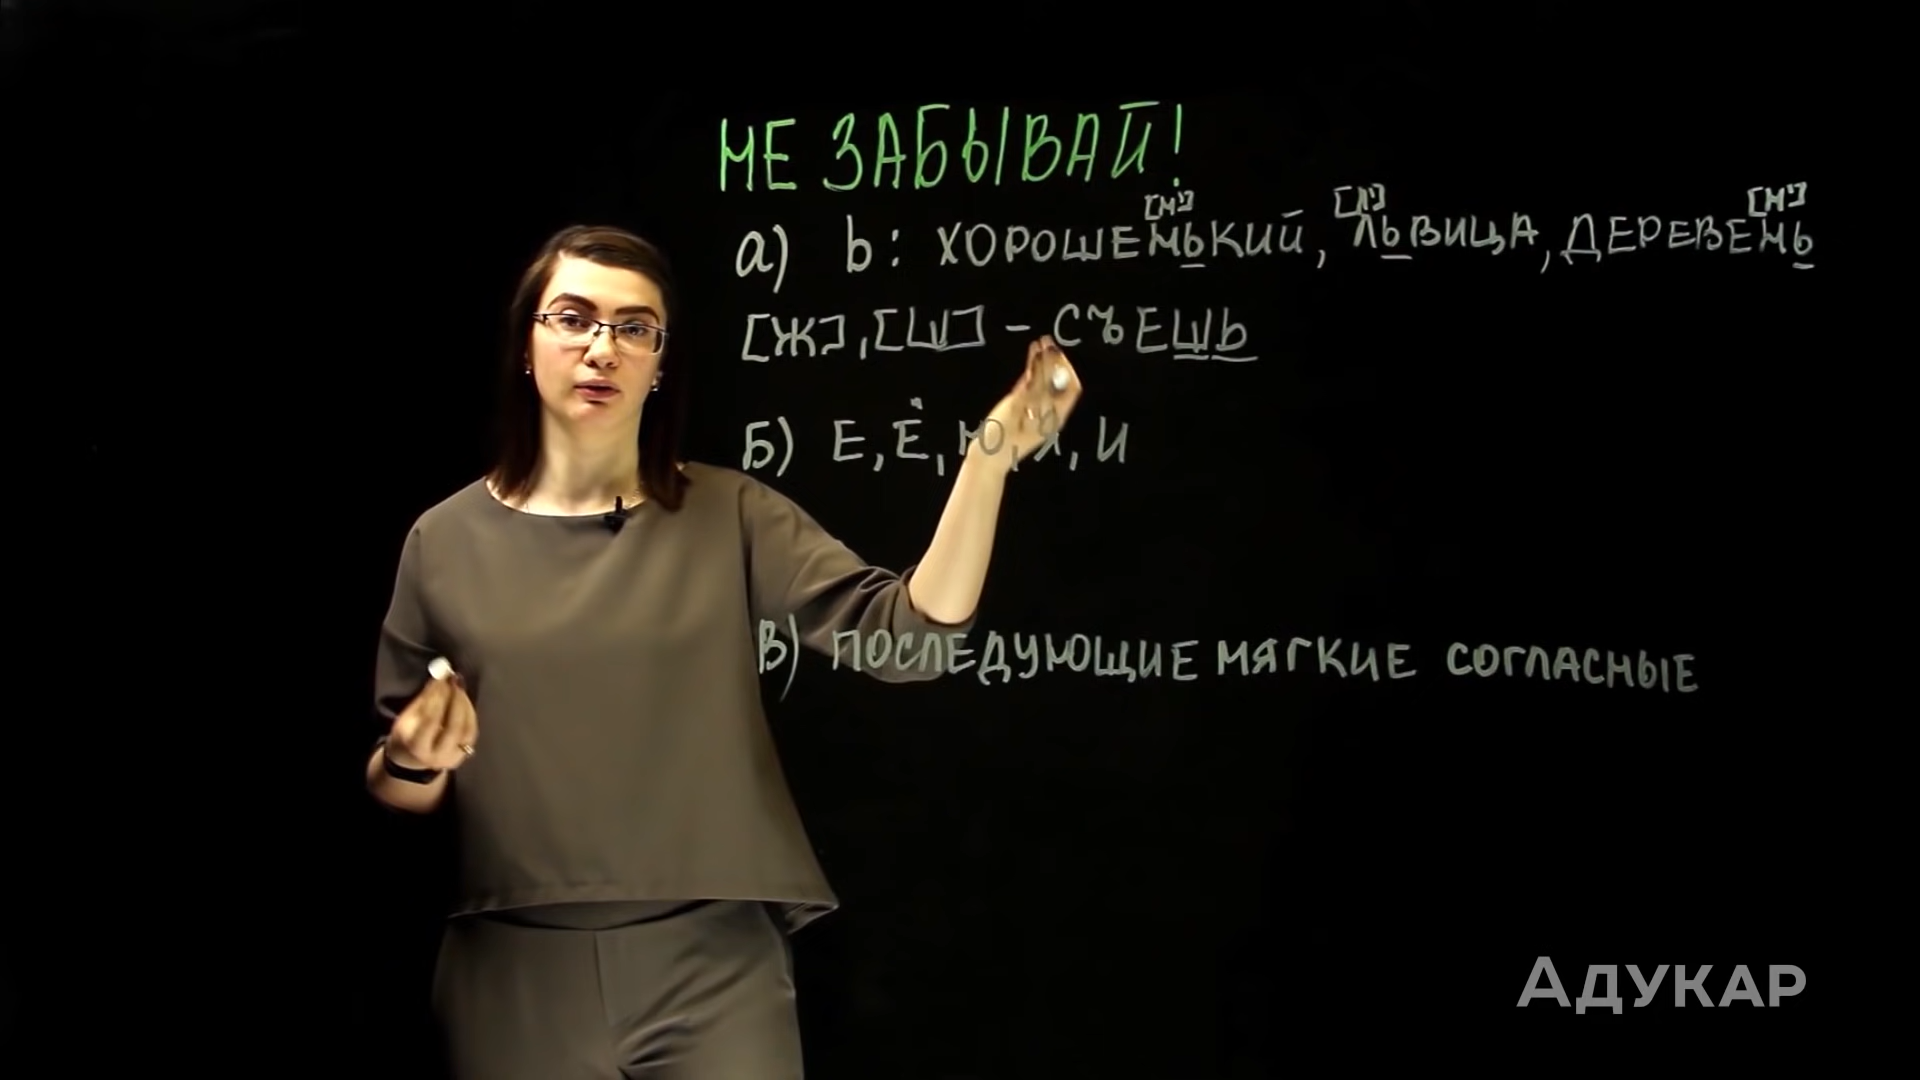 НЕ ЗАБЫВАЙ!
а) Ь: ХОРОШЕНЬКИЙ, ЛЬВИЦА, ДЕРЕВЕНЬ
[Н'] [Л'] [Н']
[Ж], [Ш] – СЪЕШЬ
Б) Е, Ё, Ю, Я, И
В) ПОСЛЕДУЮЩИЕ МЯГКИЕ СОГЛАСНЫЕ
АДУКАР